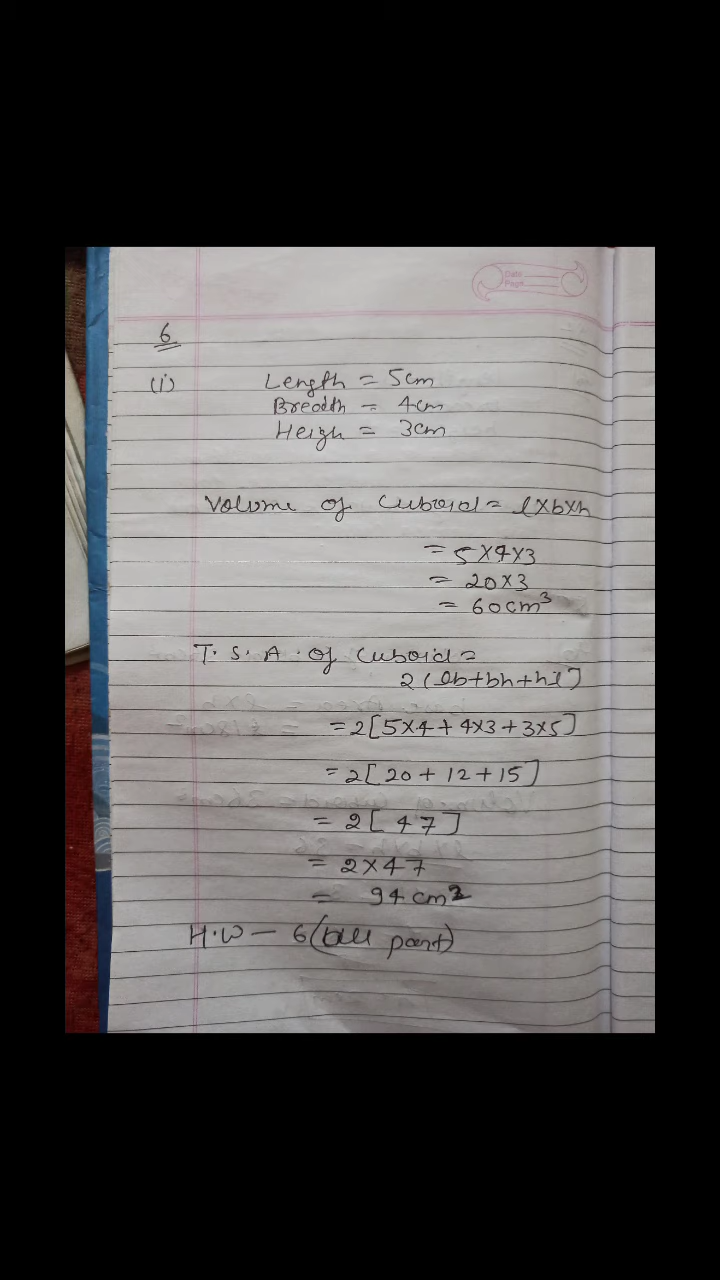 Date
Page
6
(i) Length = 5cm
Breadth = 4cm
Heigh = 3cm
Volume of Cuboid = l×b×h
= 5×4×3
= 20×3
= 60cm³
T. S. A. of Cuboid =
2(lb+bh+hl]
= 2[5×4+4×3+3×5]
= 2[20+12+15]
= 2[47]
= 2×47
= 94 cm²
H.W — 6 (all part)